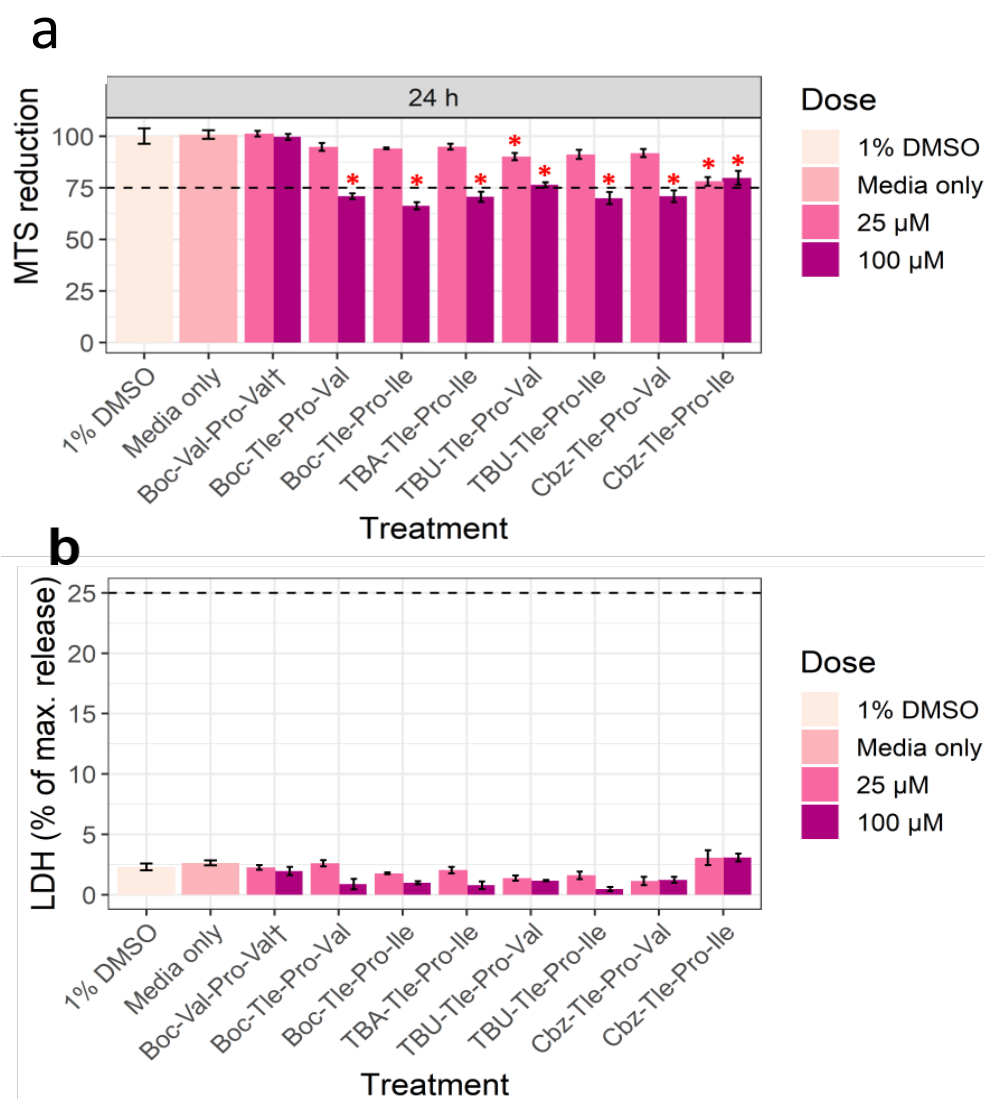 a
24 h
MTS reduction
100
75
50
25
0
* * * * * * * * * *
1% DMSO
Media only
Boc-Val-Pro-Val†
Boc-Tle-Pro-Val
Boc-Tle-Pro-Ile
TBA-Tle-Pro-Ile
TBU-Tle-Pro-Val
TBU-Tle-Pro-Ile
Cbz-Tle-Pro-Val
Cbz-Tle-Pro-Ile
Treatment
Dose
1% DMSO
Media only
25 μM
100 μM
b
LDH (% of max. release)
25
20
15
10
5
0
1% DMSO
Media only
Boc-Val-Pro-Val†
Boc-Tle-Pro-Val
Boc-Tle-Pro-Ile
TBA-Tle-Pro-Ile
TBU-Tle-Pro-Val
TBU-Tle-Pro-Ile
Cbz-Tle-Pro-Val
Cbz-Tle-Pro-Ile
Treatment
Dose
1% DMSO
Media only
25 μM
100 μM